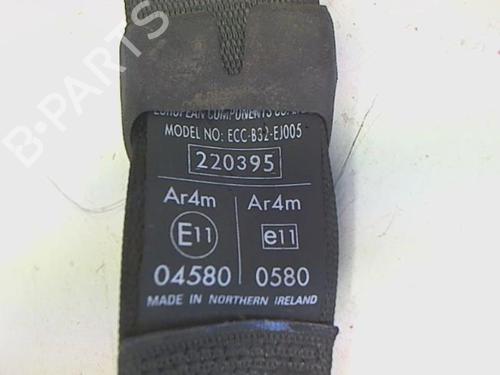 B-PARTS
EUROPEAN COMPONENTS
MODEL NO: ECC-B32-EJ005
220395
Ar4m Ar4m
E11 e11
04580 0580
MADE IN NORTHERN IRELAND